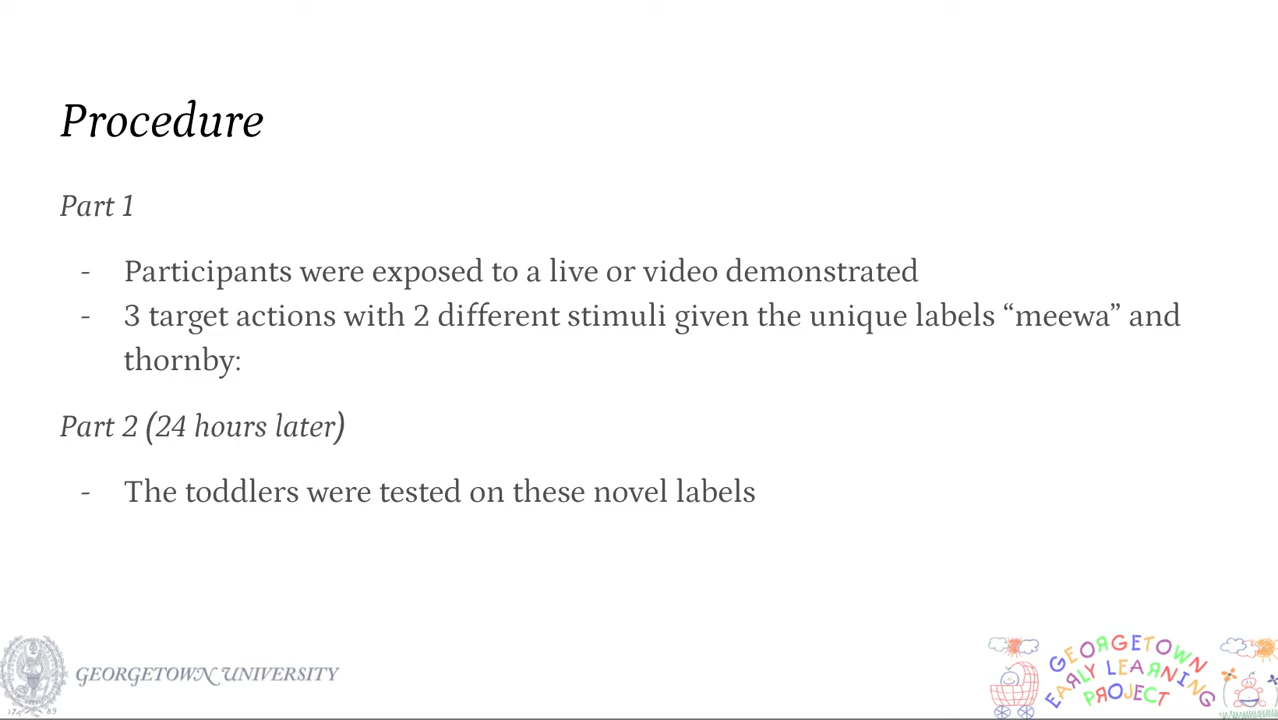 Procedure
Part 1
- Participants were exposed to a live or video demonstrated
- 3 target actions with 2 different stimuli given the unique labels “meewa” and
thornby:
Part 2 (24 hours later)
- The toddlers were tested on these novel labels
GEORGETOWN UNIVERSITY
17 89
GEORGETOWN
EARLY LEARNING
PROJECT